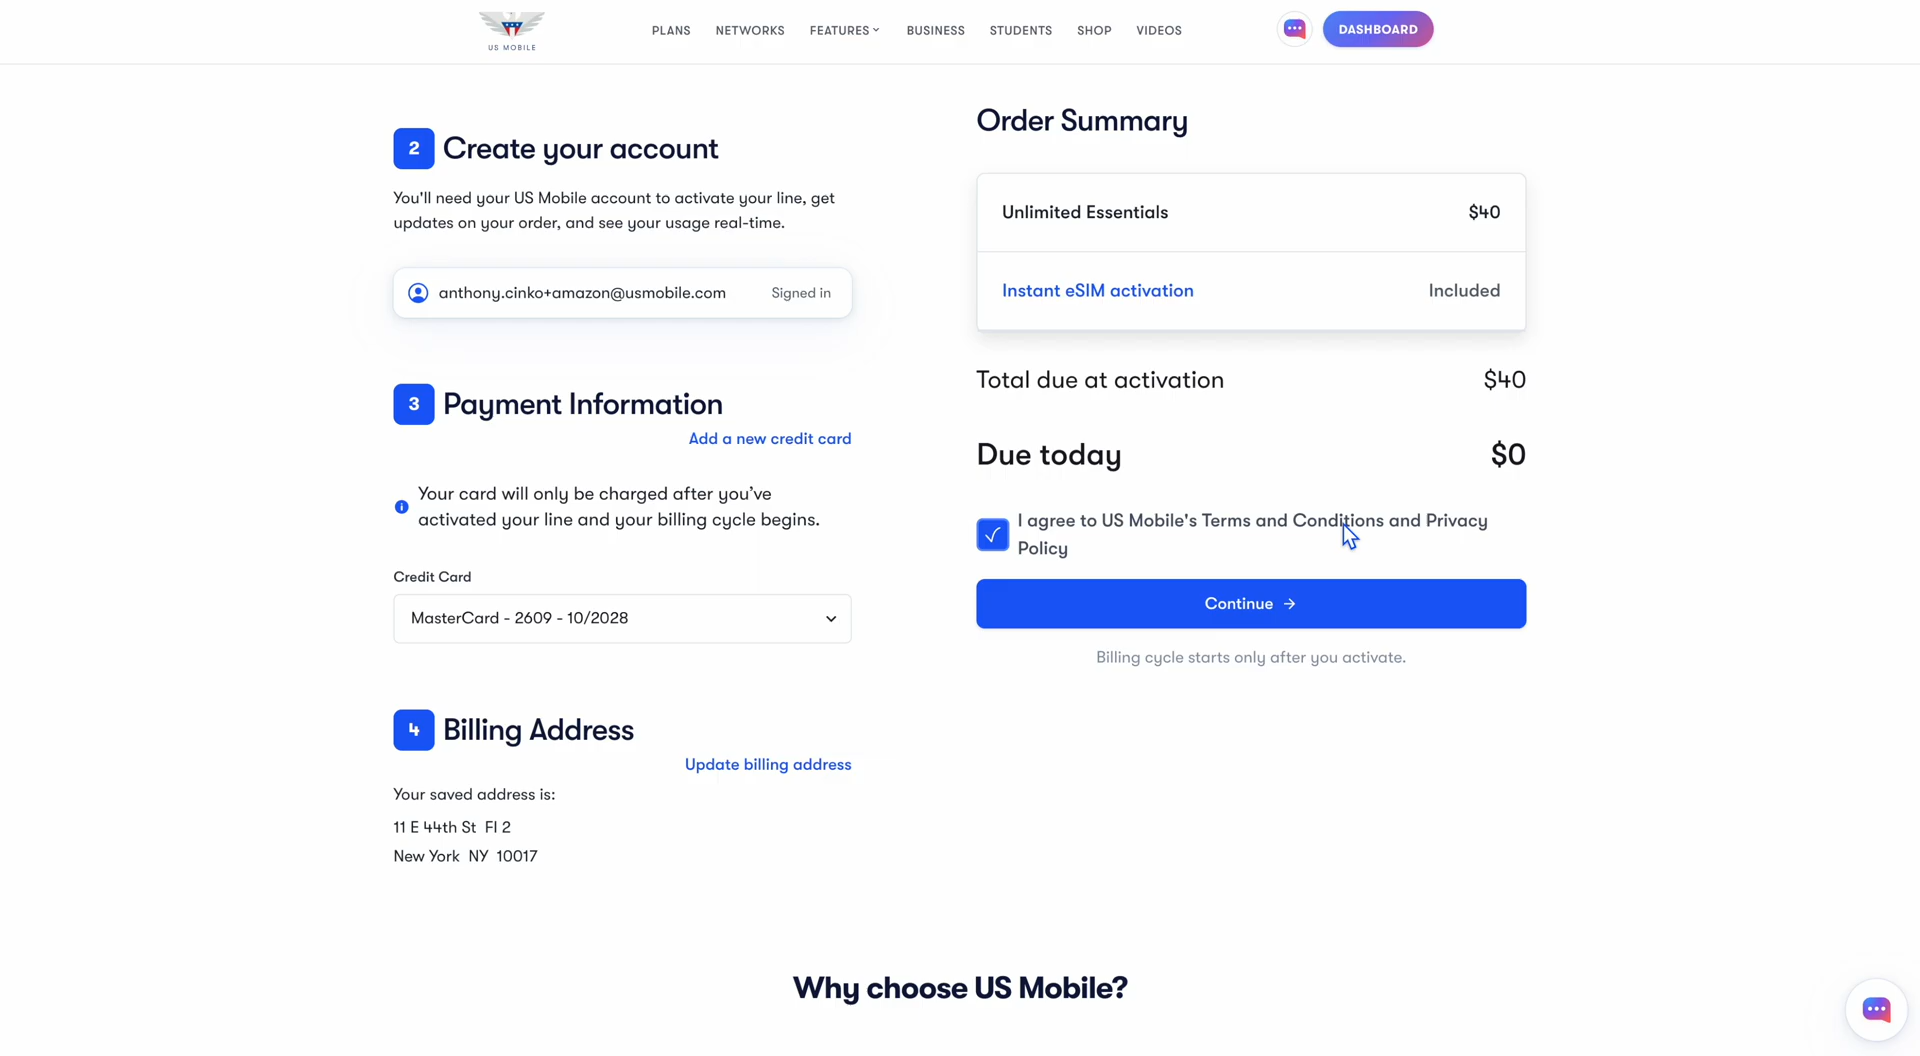 US MOBILE
PLANS NETWORKS FEATURES BUSINESS STUDENTS SHOP VIDEOS DASHBOARD
2 Create your account
You'll need your US Mobile account to activate your line, get
updates on your order, and see your usage real-time.
anthony.cinko+amazon@usmobile.com Signed in
3 Payment Information
Add a new credit card
Your card will only be charged after you’ve
activated your line and your billing cycle begins.
Credit Card
MasterCard - 2609 - 10/2028
4 Billing Address
Update billing address
Your saved address is:
11 E 44th St Fl 2
New York NY 10017
Order Summary
Unlimited Essentials $40
Instant eSIM activation Included
Total due at activation $40
Due today $0
I agree to US Mobile's Terms and Conditions and Privacy
Policy
Continue →
Billing cycle starts only after you activate.
Why choose US Mobile?